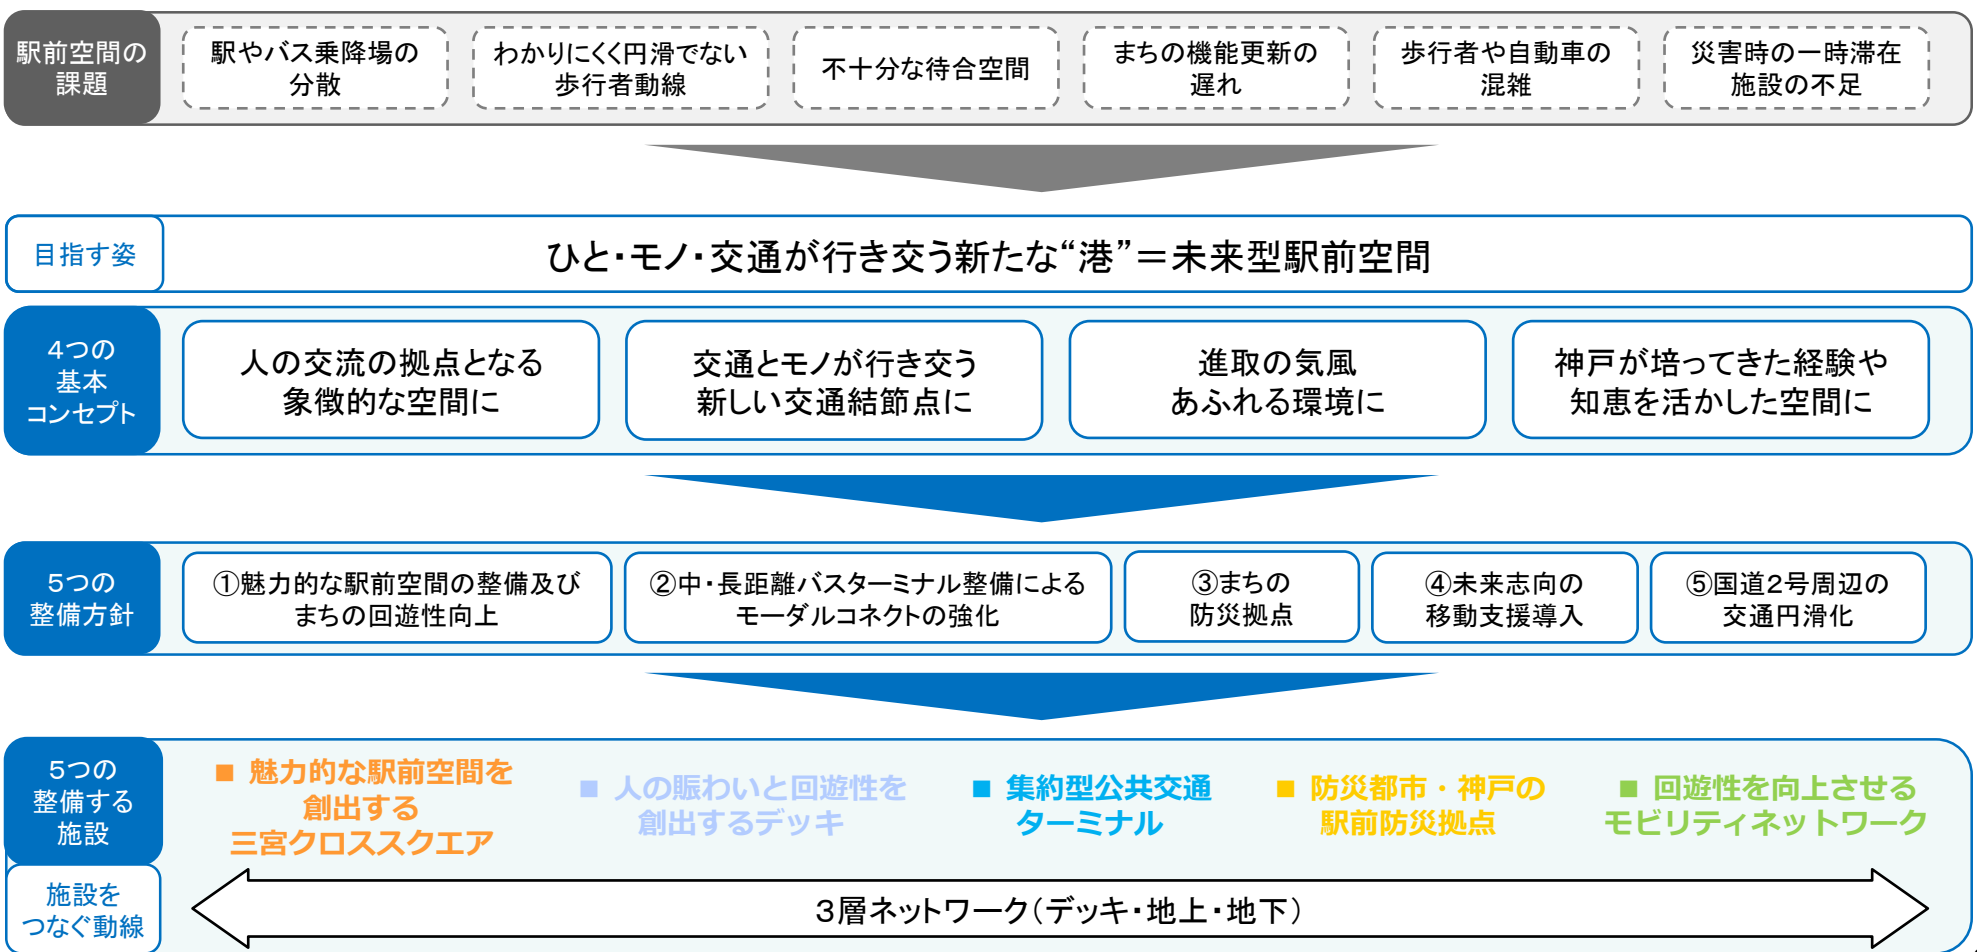 駅前空間の
課題
駅やバス乗降場の
分散
わかりにくく円滑でない
歩行者動線
不十分な待合空間
まちの機能更新の
遅れ
歩行者や自動車の
混雑
災害時の一時滞在
施設の不足
目指す姿
ひと・モノ・交通が行き交う新たな“港”＝未来型駅前空間
4つの
基本
コンセプト
人の交流の拠点となる
象徴的な空間に
交通とモノが行き交う
新しい交通結節点に
進取の気風
あふれる環境に
神戸が培ってきた経験や
知恵を活かした空間に
5つの
整備方針
①魅力的な駅前空間の整備及び
まちの回遊性向上
②中・長距離バスターミナル整備による
モーダルコネクトの強化
③まちの
防災拠点
④未来志向の
移動支援導入
⑤国道2号周辺の
交通円滑化
5つの
整備する
施設
■ 魅力的な駅前空間を
創出する
三宮クロススクエア
■ 人の賑わいと回遊性を
創出するデッキ
■ 集約型公共交通
ターミナル
■ 防災都市・神戸の
駅前防災拠点
■ 回遊性を向上させる
モビリティネットワーク
施設を
つなぐ動線
3層ネットワーク（デッキ・地上・地下）